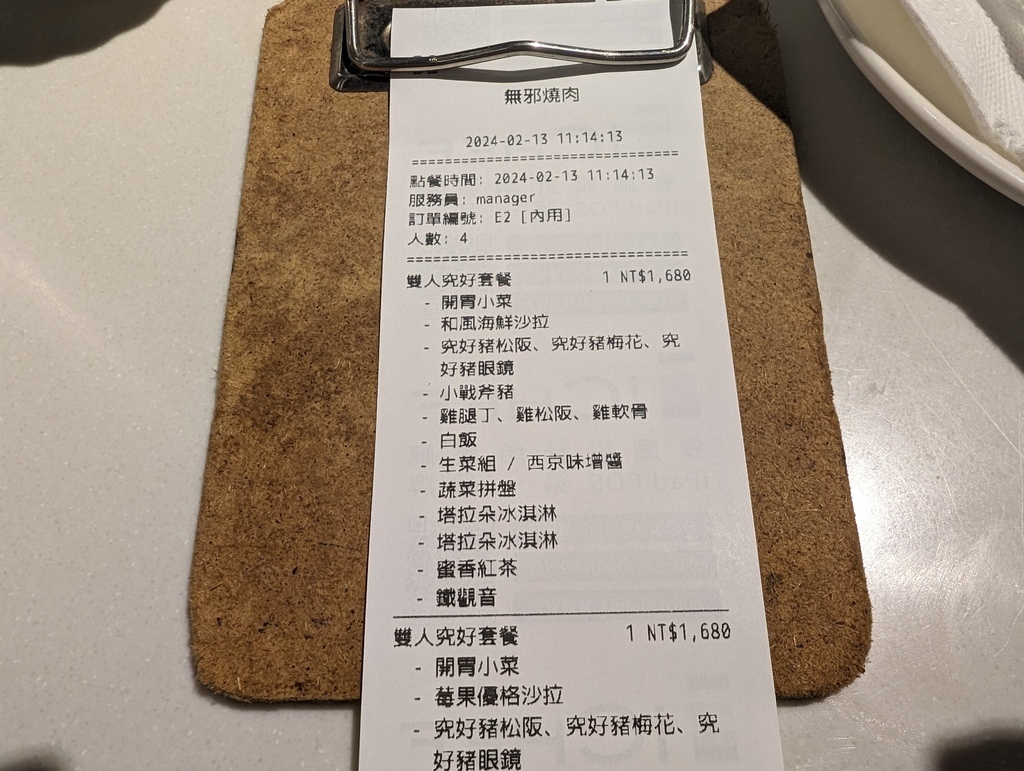 無邪燒肉
2024-02-13 11:14:13
點餐時間: 2024-02-13 11:14:13
服務員: manager
訂單編號: E2 [內用]
人數: 4
雙人究好套餐 1 NT$1,680
- 開胃小菜
- 和風海鮮沙拉
- 究好豬松阪、究好豬梅花、究
好豬眼鏡
- 小戰斧豬
- 雞腿丁、雞松阪、雞軟骨
- 白飯
- 生菜組 / 西京味增醬
- 蔬菜拼盤
- 塔拉朵冰淇淋
- 塔拉朵冰淇淋
- 蜜香紅茶
- 鐵觀音
雙人究好套餐 1 NT$1,680
- 開胃小菜
- 莓果優格沙拉
- 究好豬松阪、究好豬梅花、究
好豬眼鏡